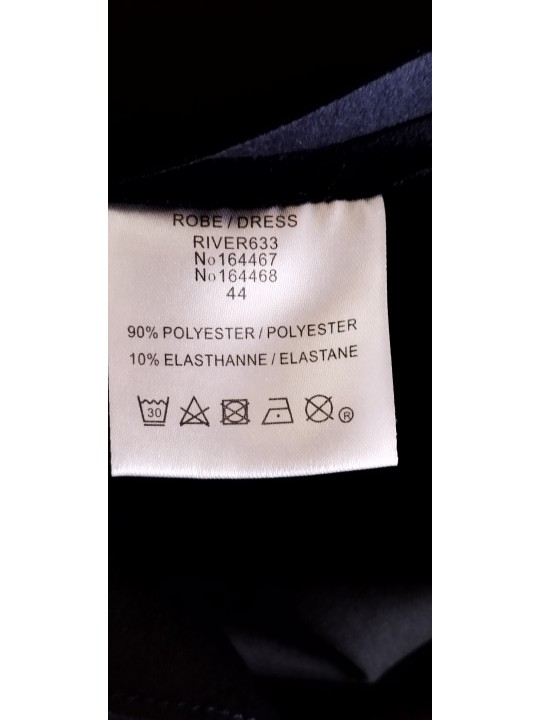 ROBE / DRESS
RIVER633
No164467
No164468
44
90% POLYESTER / POLYESTER
10% ELASTHANNE / ELASTANE
30
®